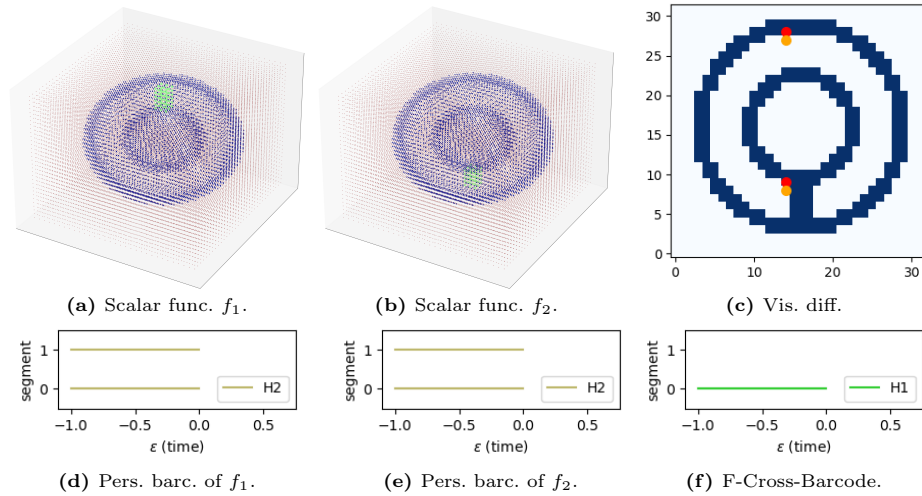 30
25
20
15
10
5
0
0 10 20 30
(a) Scalar func. f₁.
(b) Scalar func. f₂.
(c) Vis. diff.
segment
1
0
H2
−1.0 −0.5 0.0 0.5
ε (time)
segment
1
0
H2
−1.0 −0.5 0.0 0.5
ε (time)
segment
1
0
H1
−1.0 −0.5 0.0 0.5
ε (time)
(d) Pers. barc. of f₁.
(e) Pers. barc. of f₂.
(f) F-Cross-Barcode.